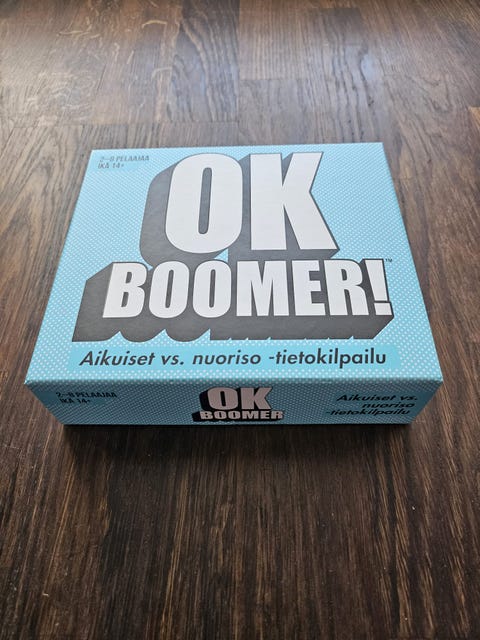 2–8 PELAAJAA
IKÄ 14+
OK
BOOMER!™
Aikuiset vs. nuoriso -tietokilpailu
2–8 PELAAJAA
IKÄ 14+
OK
BOOMER
Aikuiset vs.
nuoriso
-tietokilpailu